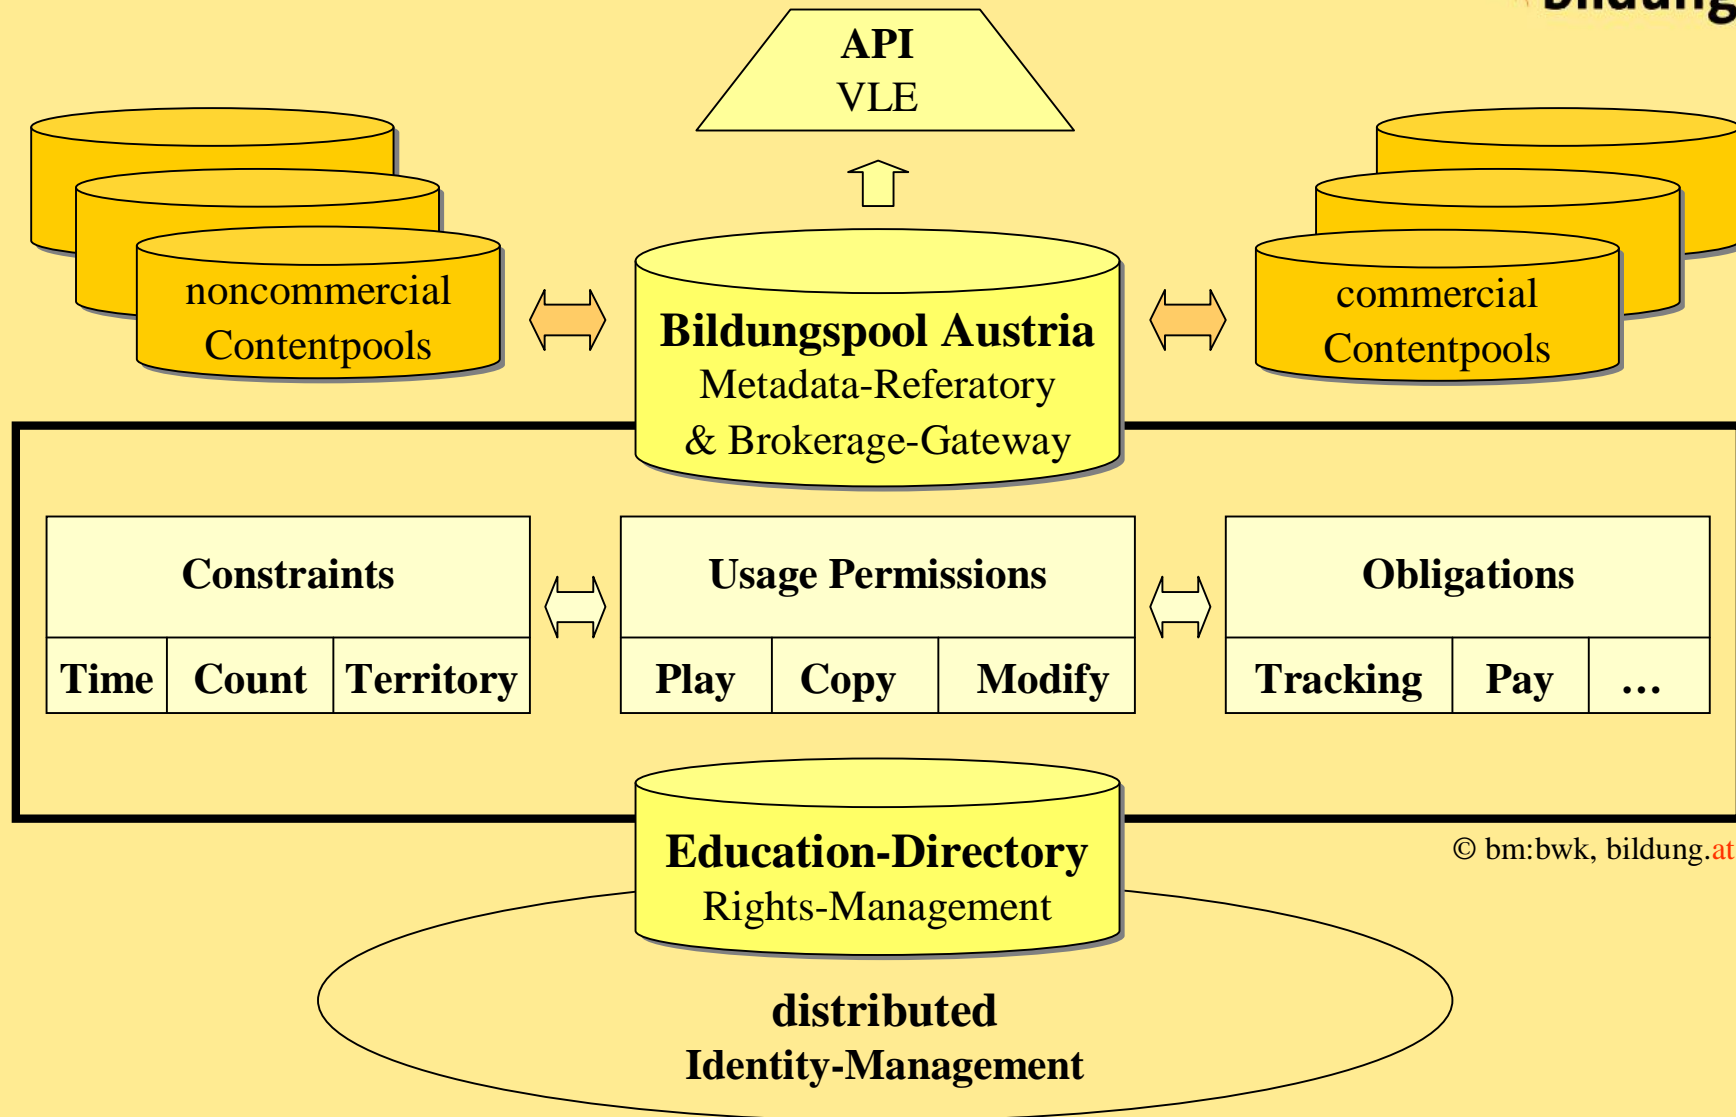 bildung
API
VLE
noncommercial
Contentpools
Bildungspool Austria
Metadata-Referatory
& Brokerage-Gateway
commercial
Contentpools
Constraints
Time Count Territory
Usage Permissions
Play Copy Modify
Obligations
Tracking Pay …
Education-Directory
Rights-Management
© bm:bwk, bildung.at
distributed
Identity-Management